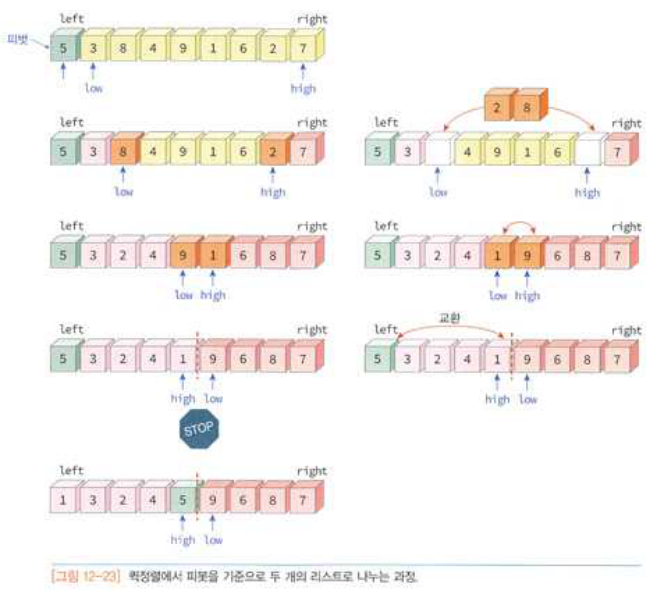 left right
피벗 5 3 8 4 9 1 6 2 7
low high
left right
5 3 8 4 9 1 6 2 7
low high
2 8
left right
5 3 4 9 1 6 7
low high
left right
5 3 2 4 9 1 6 8 7
low high
left right
5 3 2 4 1 9 6 8 7
low high
left right
5 3 2 4 1 9 6 8 7
high low
STOP
교환
left right
5 3 2 4 1 9 6 8 7
high low
left right
1 3 2 4 5 9 6 8 7
high low
[그림 12-23] 퀵정렬에서 피봇을 기준으로 두 개의 리스트로 나누는 과정.